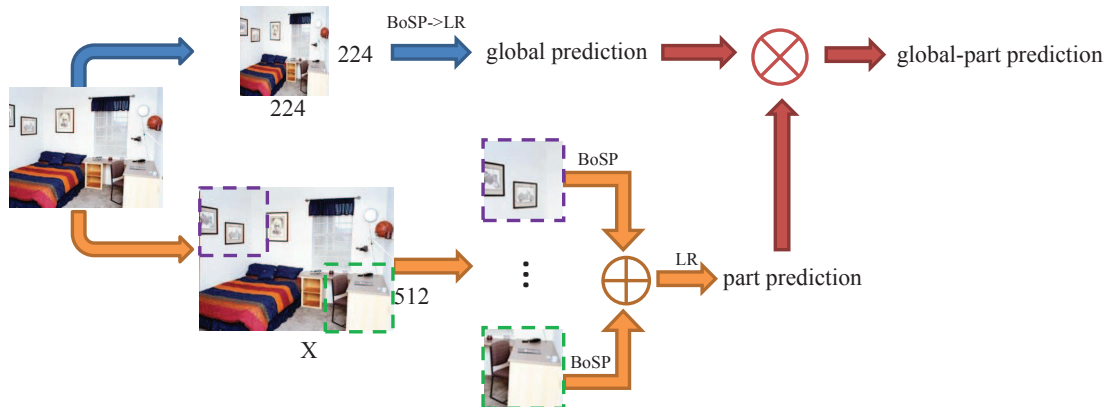 BoSP->LR
224
global prediction
global-part prediction
224
BoSP
LR
512
part prediction
X
BoSP